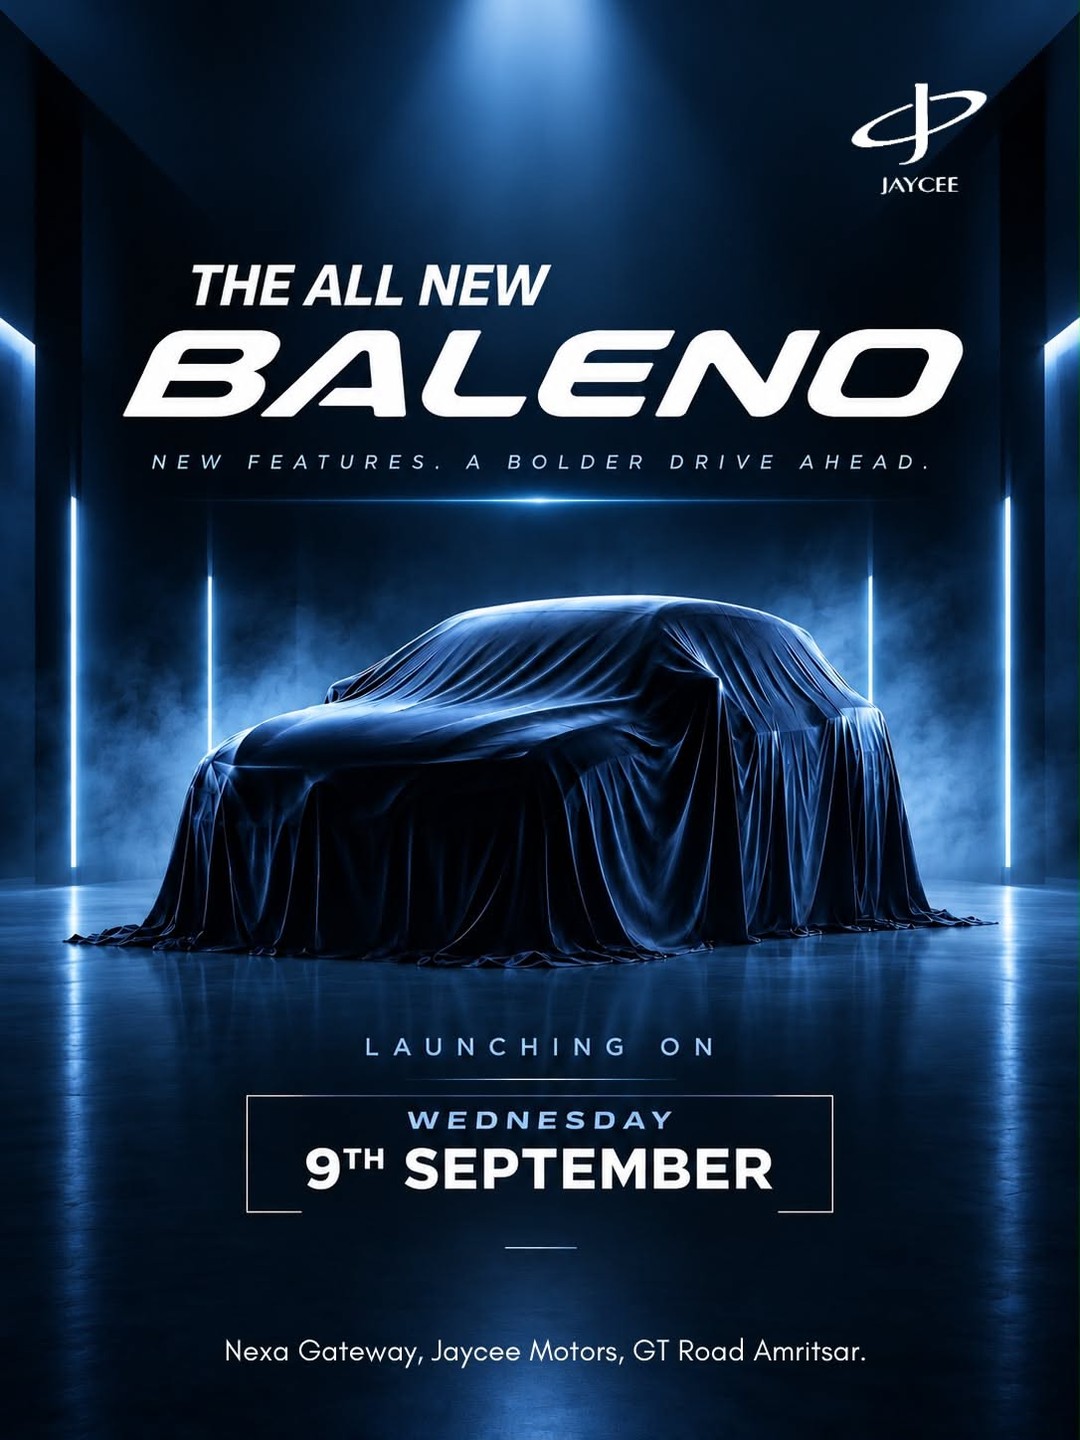 JAYCEE
THE ALL NEW
BALENO
NEW FEATURES. A BOLDER DRIVE AHEAD.
LAUNCHING ON
WEDNESDAY
9TH SEPTEMBER
Nexa Gateway, Jaycee Motors, GT Road Amritsar.